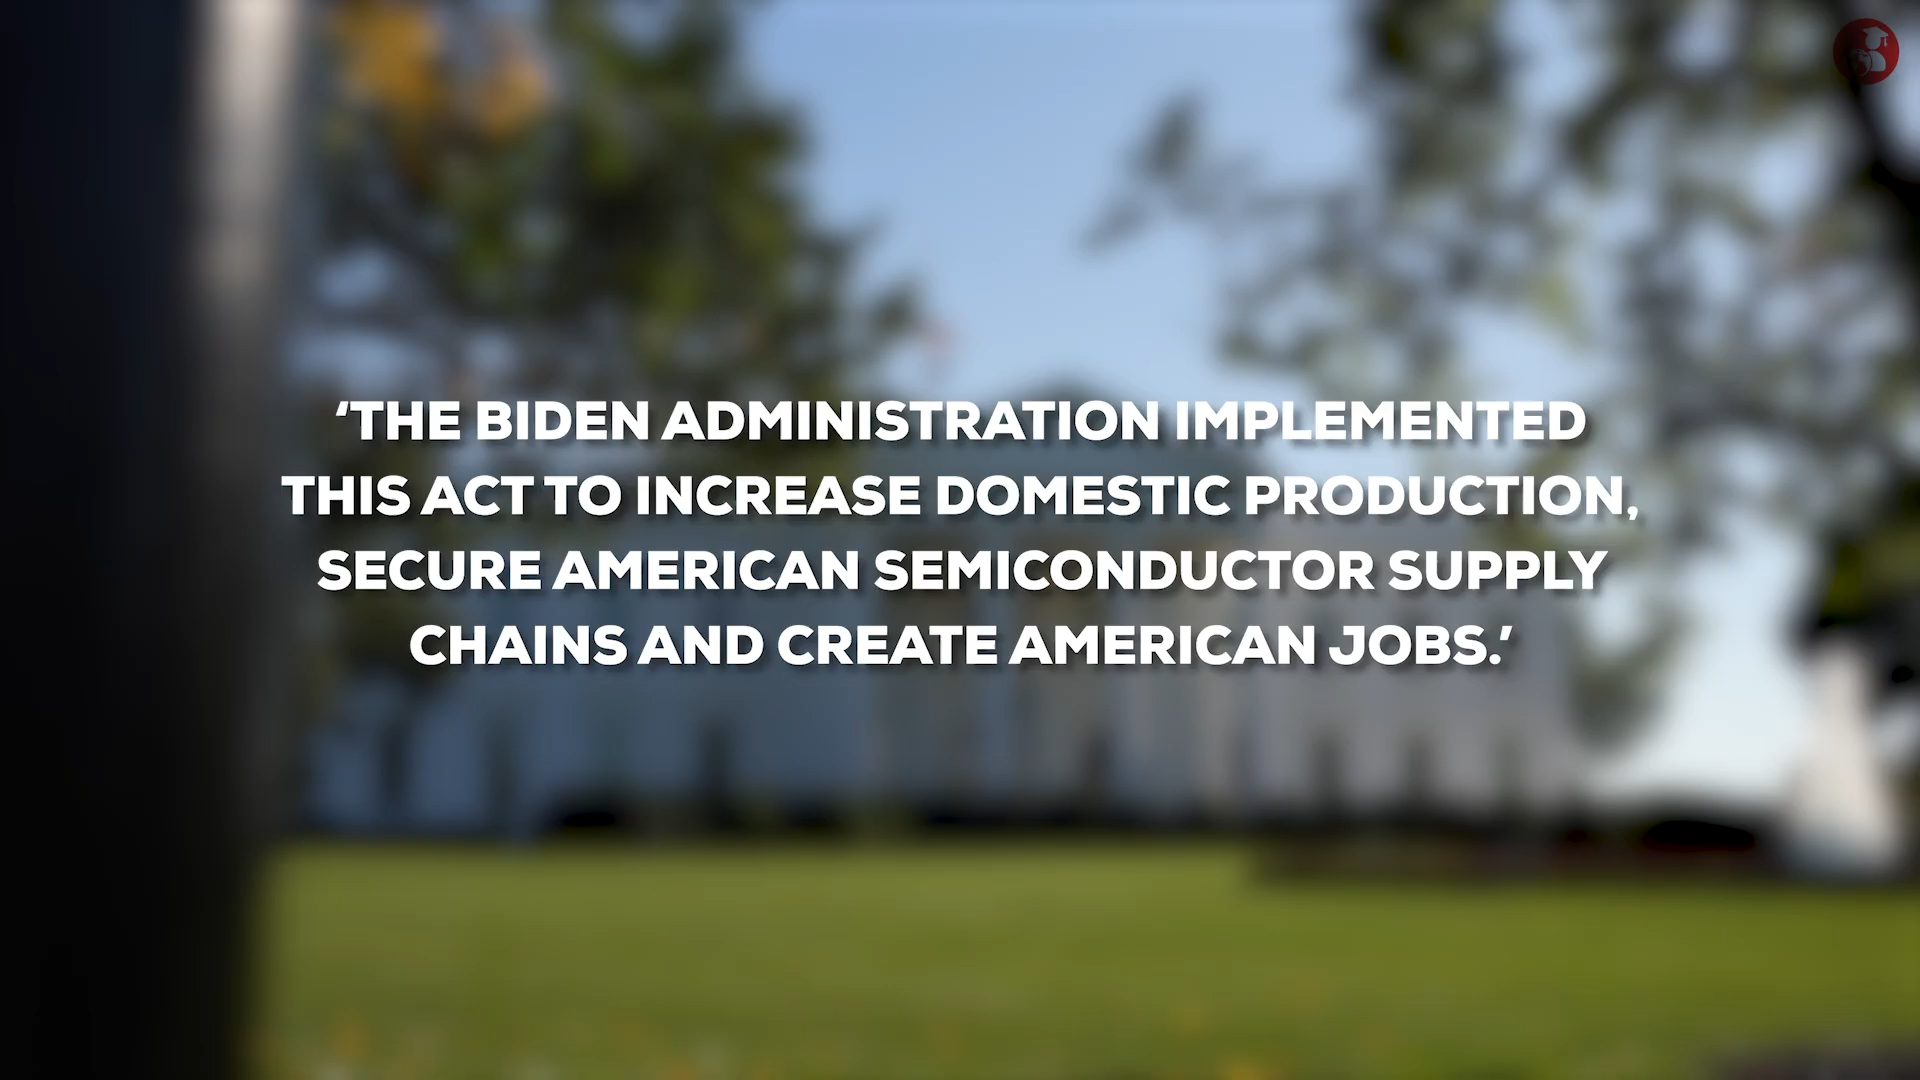 ‘THE BIDEN ADMINISTRATION IMPLEMENTED
THIS ACT TO INCREASE DOMESTIC PRODUCTION,
SECURE AMERICAN SEMICONDUCTOR SUPPLY
CHAINS AND CREATE AMERICAN JOBS.’